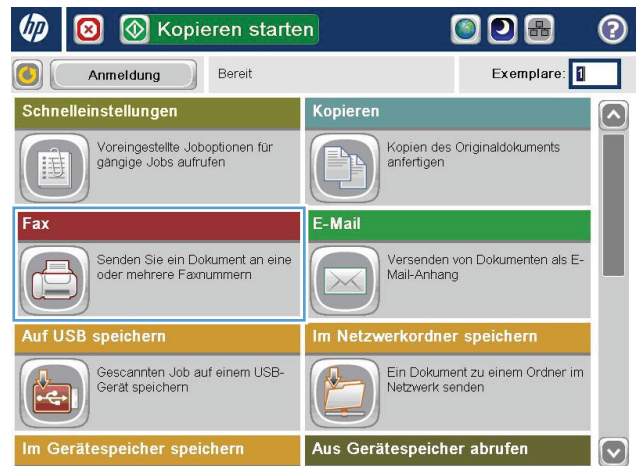 hp
Kopieren starten
?
Anmeldung
Bereit
Exemplare: 1
Schnelleinstellungen
Voreingestellte Joboptionen für
gängige Jobs aufrufen
Kopieren
Kopien des Originaldokuments
anfertigen
Fax
Senden Sie ein Dokument an eine
oder mehrere Faxnummern
E-Mail
Versenden von Dokumenten als E-
Mail-Anhang
Auf USB speichern
Gescannten Job auf einem USB-
Gerät speichern
Im Netzwerkordner speichern
Ein Dokument zu einem Ordner im
Netzwerk senden
Im Gerätespeicher speichern
Aus Gerätespeicher abrufen